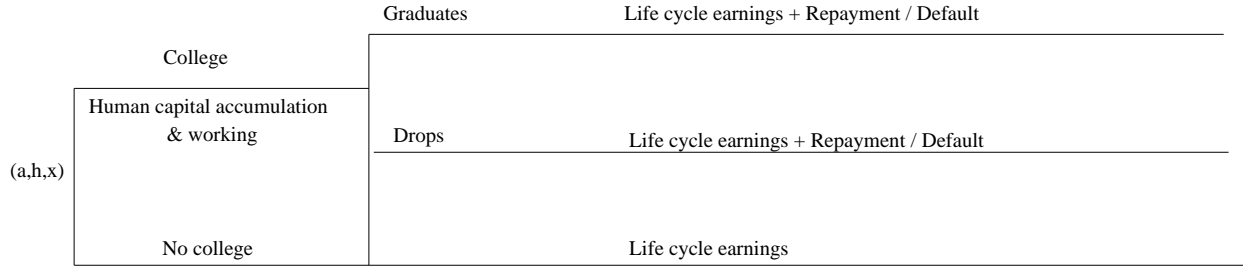 Graduates Life cycle earnings + Repayment / Default
College
Human capital accumulation
& working
Drops Life cycle earnings + Repayment / Default
(a,h,x)
No college Life cycle earnings